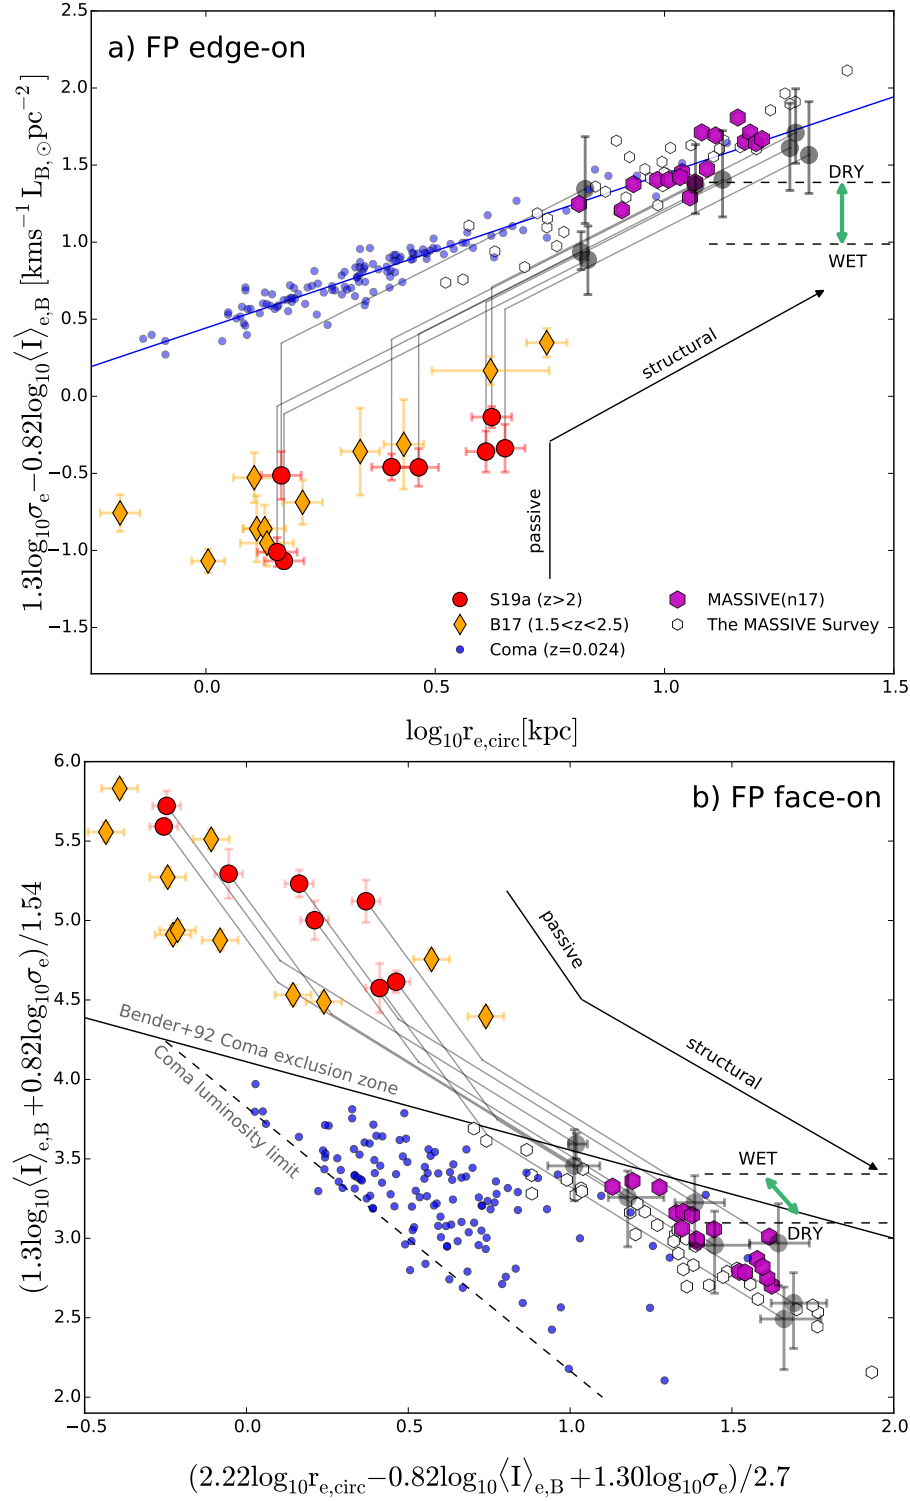 a) FP edge-on
2.5
2.0
1.5
1.0
0.5
0.0
−0.5
−1.0
−1.5
1.3log₁₀σₑ−0.82log₁₀⟨I⟩ₑ,B [kms⁻¹L_B,⊙pc⁻²]
DRY
WET
structural
passive
S19a (z>2)
B17 (1.5<z<2.5)
Coma (z=0.024)
MASSIVE(n17)
The MASSIVE Survey
0.0 0.5 1.0 1.5
log₁₀r_e,circ[kpc]
b) FP face-on
6.0
5.5
5.0
4.5
4.0
3.5
3.0
2.5
2.0
(1.3log₁₀⟨I⟩ₑ,B+0.82log₁₀σₑ)/1.54
passive
structural
Bender+92 Coma exclusion zone
Coma luminosity limit
WET
DRY
−0.5 0.0 0.5 1.0 1.5 2.0
(2.22log₁₀r_e,circ−0.82log₁₀⟨I⟩ₑ,B+1.30log₁₀σₑ)/2.7